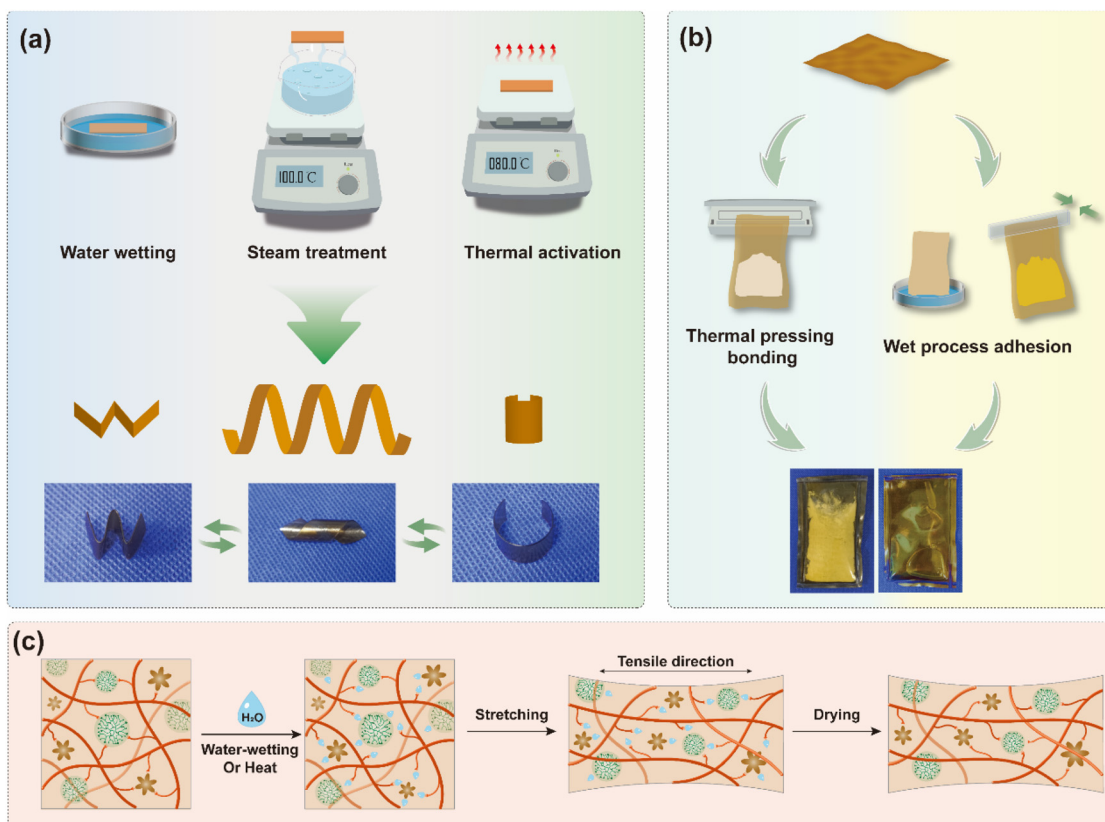 (a)
100.0℃
080.0℃
Water wetting
Steam treatment
Thermal activation
(b)
Thermal pressing
bonding
Wet process adhesion
(c)
H₂O
Water-wetting
Or Heat
Stretching
Tensile direction
Drying